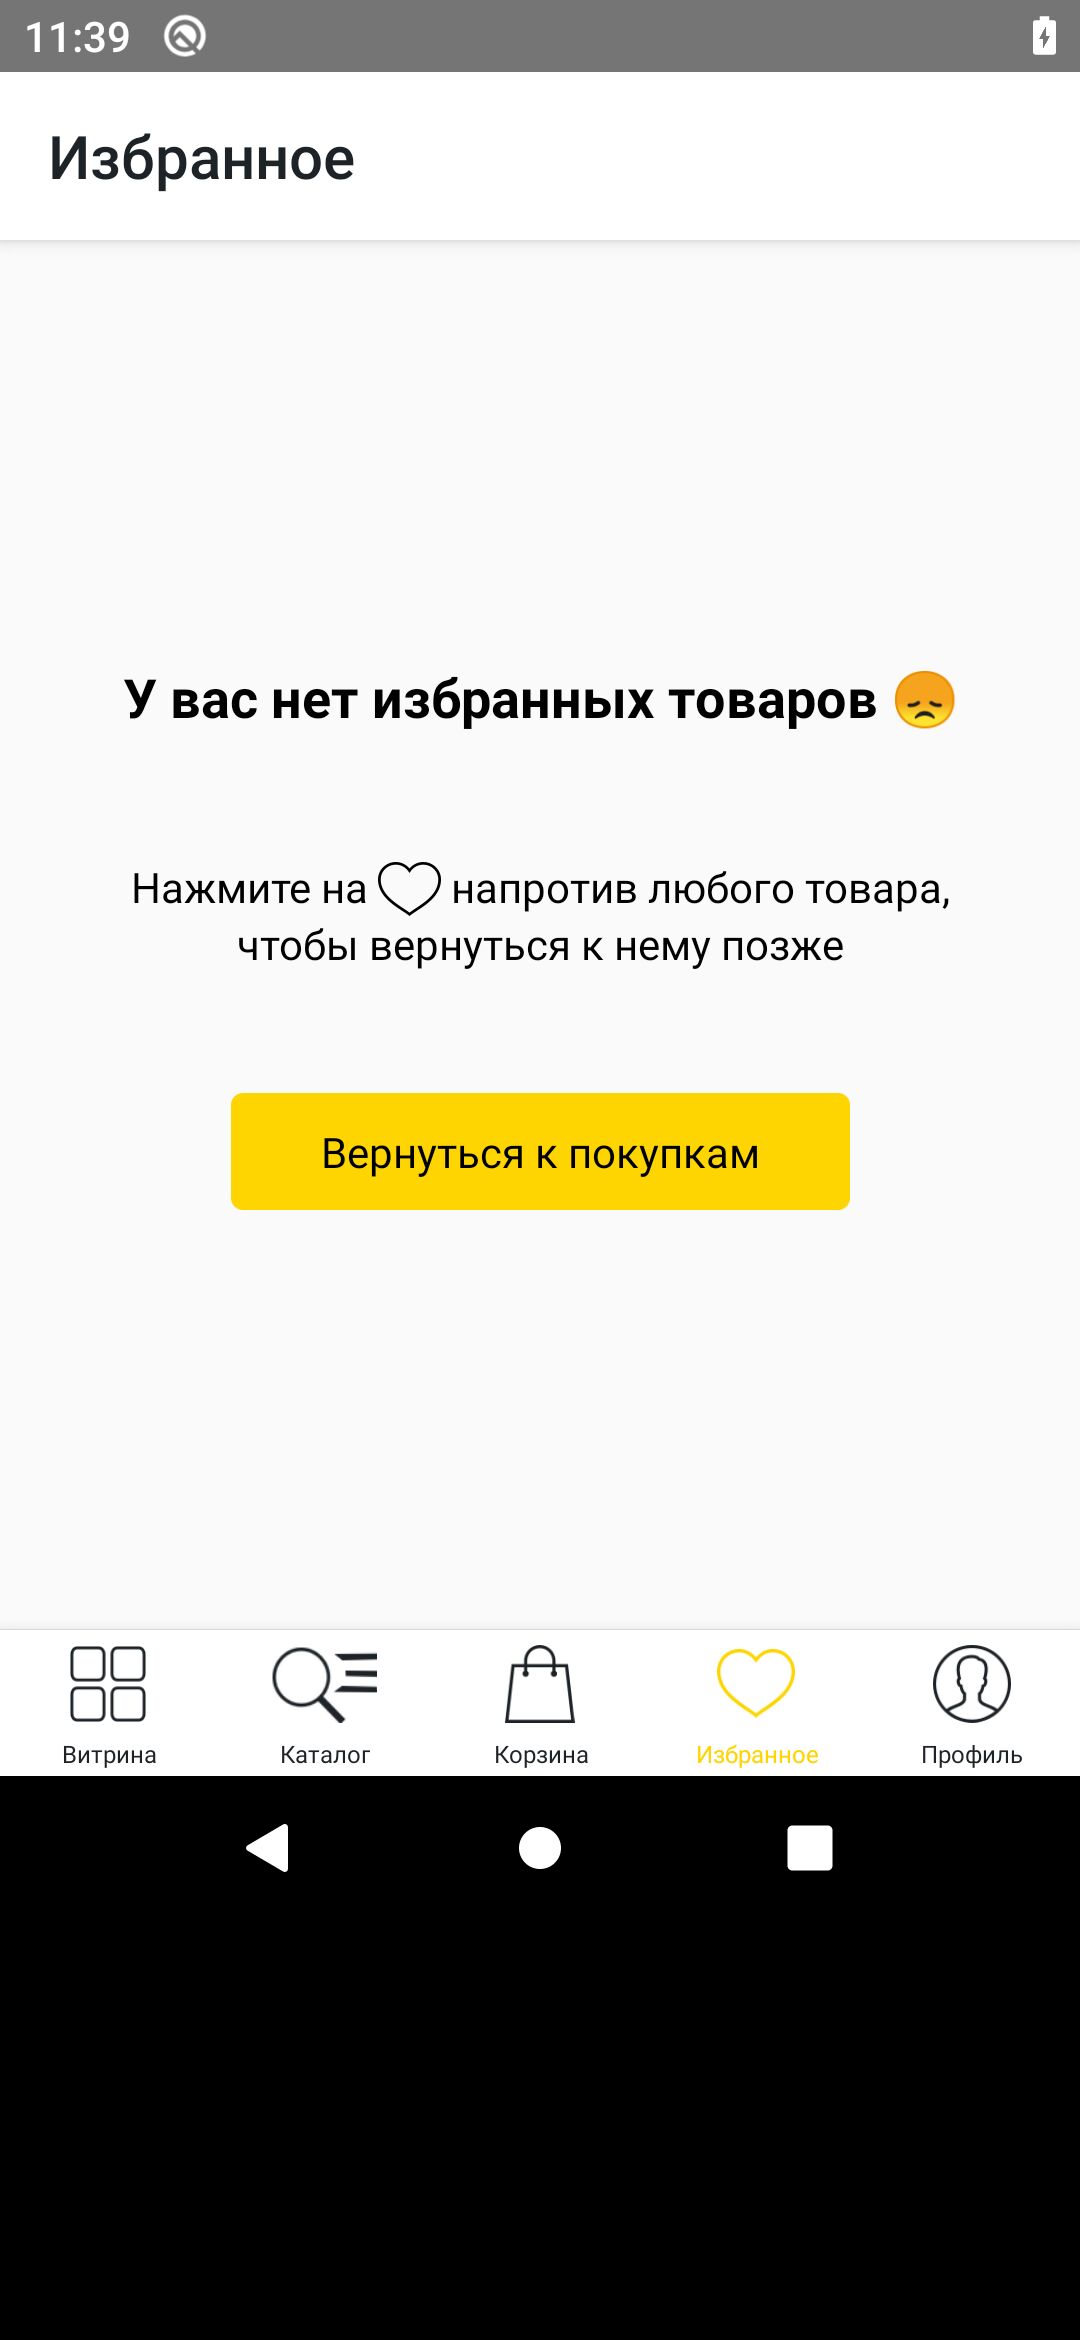 11:39
Избранное
У вас нет избранных товаров 😞
Нажмите на напротив любого товара,
чтобы вернуться к нему позже
Вернуться к покупкам
Витрина
Каталог
Корзина
Избранное
Профиль